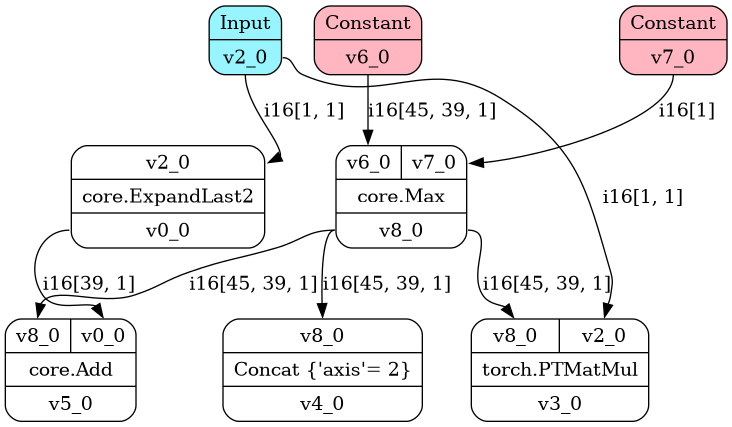 Input
v2_0
Constant
v6_0
Constant
v7_0
i16[1, 1]
i16[45, 39, 1]
i16[1]
v2_0
core.ExpandLast2
v0_0
v6_0
v7_0
core.Max
v8_0
i16[1, 1]
i16[39, 1]
i16[45, 39, 1]
i16[45, 39, 1]
i16[45, 39, 1]
v8_0
v0_0
core.Add
v5_0
v8_0
Concat {'axis'= 2}
v4_0
v8_0
v2_0
torch.PTMatMul
v3_0